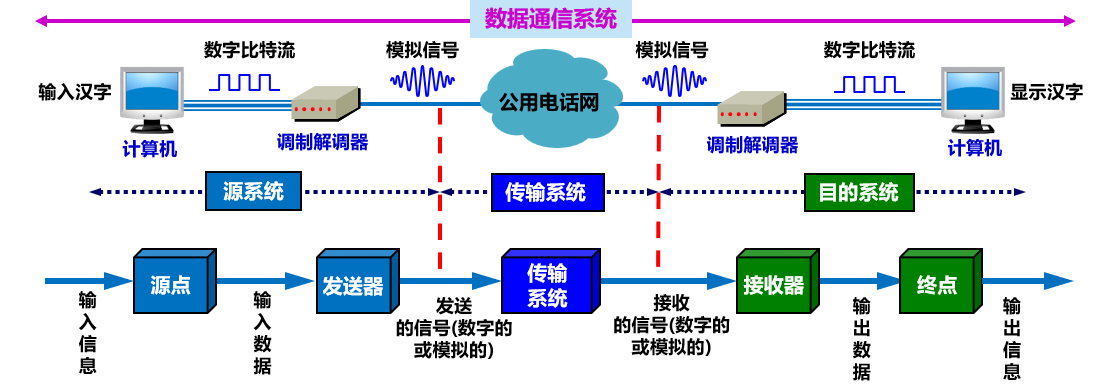 数据通信系统
数字比特流
模拟信号
模拟信号
数字比特流
输入汉字
公用电话网
显示汉字
计算机
调制解调器
调制解调器
计算机
源系统
传输系统
目的系统
源点
发送器
传输
系统
接收器
终点
输入信息
输入数据
发送
的信号(数字的
或模拟的)
接收
的信号(数字的
或模拟的)
输出数据
输出信息